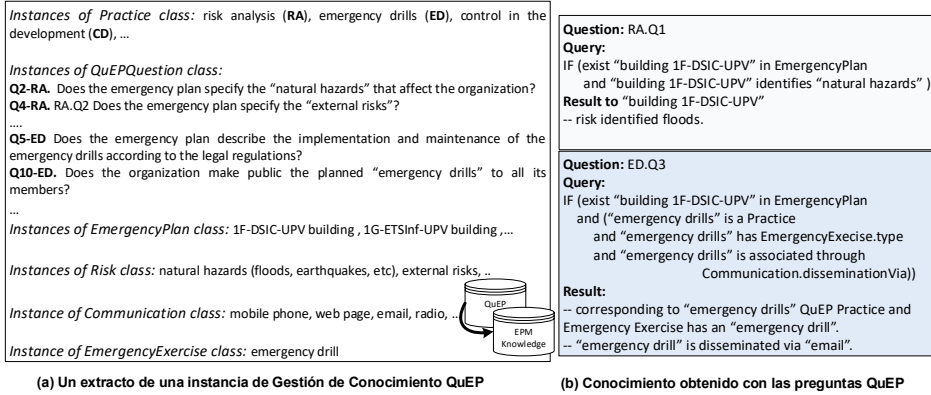 Instances of Practice class: risk analysis (RA), emergency drills (ED), control in the
development (CD), ...
Instances of QuEPQuestion class:
Q2-RA. Does the emergency plan specify the “natural hazards” that affect the organization?
Q4-RA. RA.Q2 Does the emergency plan specify the “external risks”?
....
Q5-ED Does the emergency plan describe the implementation and maintenance of the
emergency drills according to the legal regulations?
Q10-ED. Does the organization make public the planned “emergency drills” to all its
members?
...
Instances of EmergencyPlan class: 1F-DSIC-UPV building , 1G-ETSInf-UPV building ,...
Instances of Risk class: natural hazards (floods, earthquakes, etc), external risks, ..
Instance of Communication class: mobile phone, web page, email, radio, ...
Instance of EmergencyExercise class: emergency drill
QuEP
EPM
Knowledge
(a) Un extracto de una instancia de Gestión de Conocimiento QuEP
Question: RA.Q1
Query:
IF (exist “building 1F-DSIC-UPV” in EmergencyPlan
and “building 1F-DSIC-UPV” identifies “natural hazards” )
Result to “building 1F-DSIC-UPV”
-- risk identified floods.
Question: ED.Q3
Query:
IF (exist “building 1F-DSIC-UPV” in EmergencyPlan
and (“emergency drills” is a Practice
and “emergency drills” has EmergencyExecise.type
and “emergency drills” is associated through
Communication.disseminationVia))
Result:
-- corresponding to “emergency drills” QuEP Practice and
Emergency Exercise has an “emergency drill”.
-- “emergency drill” is disseminated via “email”.
(b) Conocimiento obtenido con las preguntas QuEP